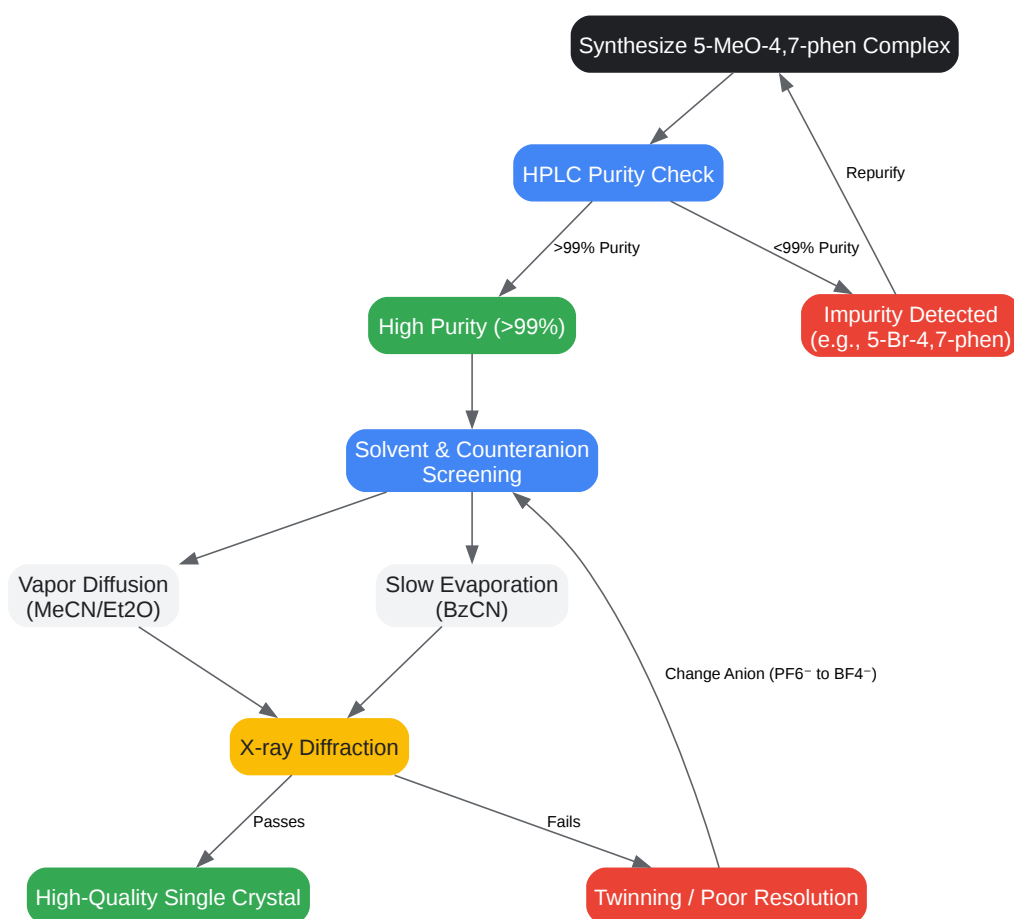 Synthesize 5-MeO-4,7-phen Complex
HPLC Purity Check
Repurify
>99% Purity
<99% Purity
High Purity (>99%)
Impurity Detected
(e.g., 5-Br-4,7-phen)
Solvent & Counteranion
Screening
Vapor Diffusion
(MeCN/Et2O)
Slow Evaporation
(BzCN)
Change Anion (PF6⁻ to BF4⁻)
X-ray Diffraction
Passes
Fails
High-Quality Single Crystal
Twinning / Poor Resolution